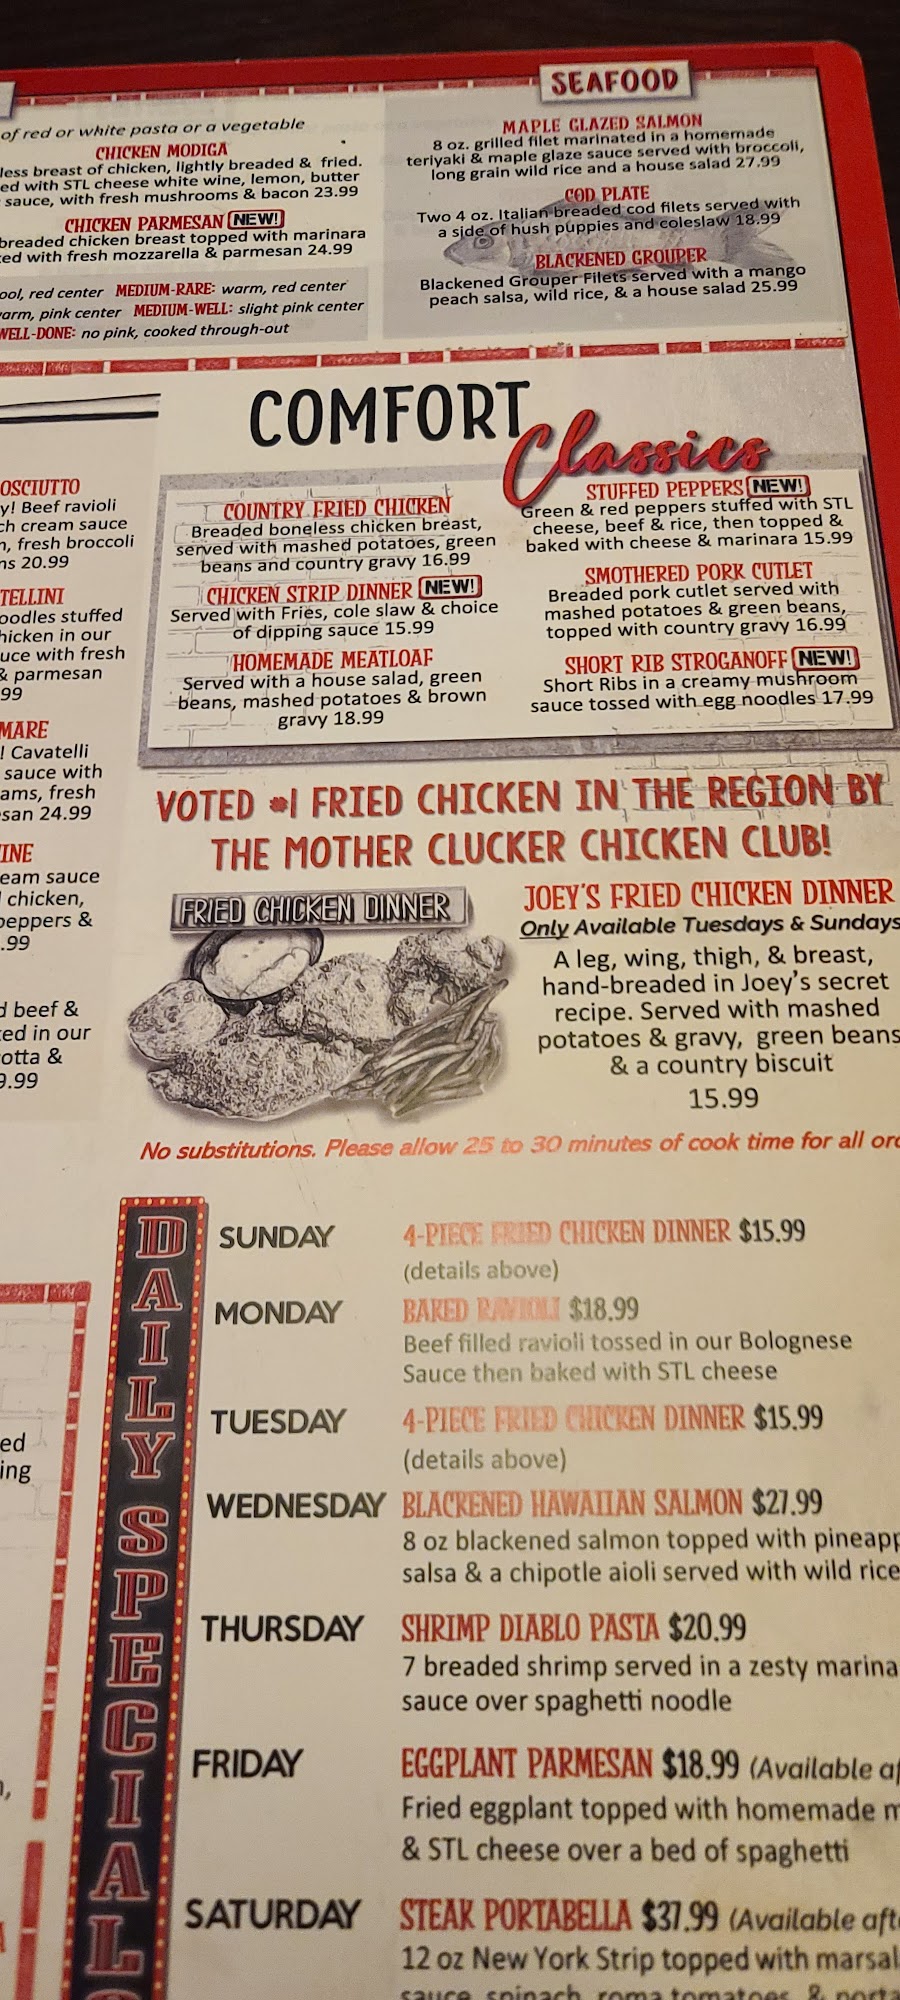 of red or white pasta or a vegetable
CHICKEN MODIGA
less breast of chicken, lightly breaded & fried.
ed with STL cheese white wine, lemon, butter
sauce, with fresh mushrooms & bacon 23.99
CHICKEN PARMESAN NEW!
breaded chicken breast topped with marinara
ed with fresh mozzarella & parmesan 24.99
ool, red center MEDIUM-RARE: warm, red center
arm, pink center MEDIUM-WELL: slight pink center
WELL-DONE: no pink, cooked through-out
SEAFOOD
MAPLE GLAZED SALMON
8 oz. grilled filet marinated in a homemade
teriyaki & maple glaze sauce served with broccoli,
long grain wild rice and a house salad 27.99
COD PLATE
Two 4 oz. Italian breaded cod filets served with
a side of hush puppies and coleslaw 18.99
BLACKENED GROUPER
Blackened Grouper Filets served with a mango
peach salsa, wild rice, & a house salad 25.99
OSCIUTTO
y! Beef ravioli
ch cream sauce
n, fresh broccoli
ns 20.99
TELLINI
oodles stuffed
hicken in our
uce with fresh
& parmesan
99
MARE
! Cavatelli
sauce with
ams, fresh
san 24.99
INE
eam sauce
chicken,
peppers &
.99
d beef &
ked in our
cotta &
9.99
COMFORT
Classics
COUNTRY FRIED CHICKEN
Breaded boneless chicken breast,
served with mashed potatoes, green
beans and country gravy 16.99
CHICKEN STRIP DINNER NEW!
Served with Fries, cole slaw & choice
of dipping sauce 15.99
HOMEMADE MEATLOAF
Served with a house salad, green
beans, mashed potatoes & brown
gravy 18.99
STUFFED PEPPERS NEW!
Green & red peppers stuffed with STL
cheese, beef & rice, then topped &
baked with cheese & marinara 15.99
SMOTHERED PORK CUTLET
Breaded pork cutlet served with
mashed potatoes & green beans,
topped with country gravy 16.99
SHORT RIB STROGANOFF NEW!
Short Ribs in a creamy mushroom
sauce tossed with egg noodles 17.99
VOTED #1 FRIED CHICKEN IN THE REGION BY
THE MOTHER CLUCKER CHICKEN CLUB!
FRIED CHICKEN DINNER
JOEY'S FRIED CHICKEN DINNER
Only Available Tuesdays & Sundays
A leg, wing, thigh, & breast,
hand-breaded in Joey's secret
recipe. Served with mashed
potatoes & gravy, green beans
& a country biscuit
15.99
No substitutions. Please allow 25 to 30 minutes of cook time for all ord
ed
ing
DAILY SPECIAL
SUNDAY 4-PIECE FRIED CHICKEN DINNER $15.99
(details above)
MONDAY BAKED RAVIOLI $18.99
Beef filled ravioli tossed in our Bolognese
Sauce then baked with STL cheese
TUESDAY 4-PIECE FRIED CHICKEN DINNER $15.99
(details above)
WEDNESDAY BLACKENED HAWAIIAN SALMON $27.99
8 oz blackened salmon topped with pineapp
salsa & a chipotle aioli served with wild rice
THURSDAY SHRIMP DIABLO PASTA $20.99
7 breaded shrimp served in a zesty marina
sauce over spaghetti noodle
FRIDAY EGGPLANT PARMESAN $18.99 (Available af
Fried eggplant topped with homemade m
& STL cheese over a bed of spaghetti
SATURDAY STEAK PORTABELLA $37.99 (Available afte
12 oz New York Strip topped with marsal
sauce, spinach, roma tomatoes, & porta